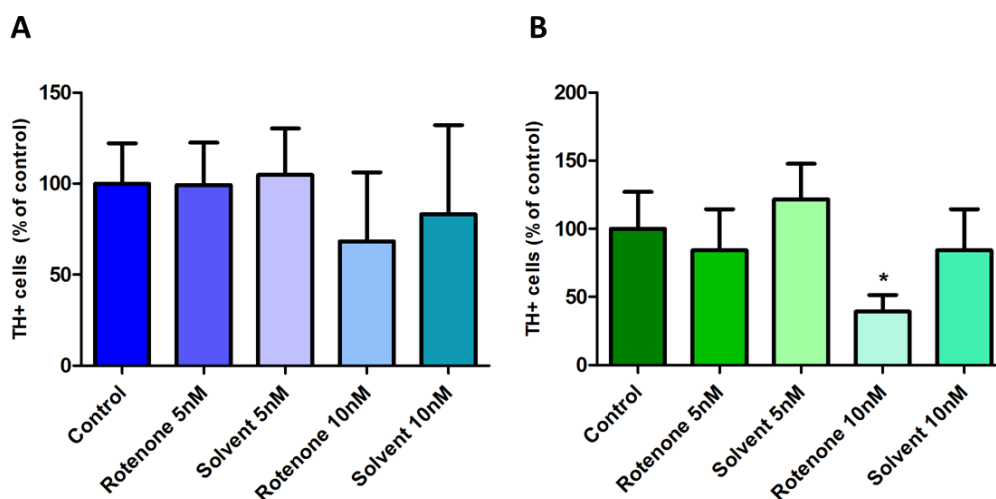 A
TH+ cells (% of control)
150
100
50
0
Control
Rotenone 5nM
Solvent 5nM
Rotenone 10nM
Solvent 10nM
B
TH+ cells (% of control)
200
150
100
50
0
*
Control
Rotenone 5nM
Solvent 5nM
Rotenone 10nM
Solvent 10nM